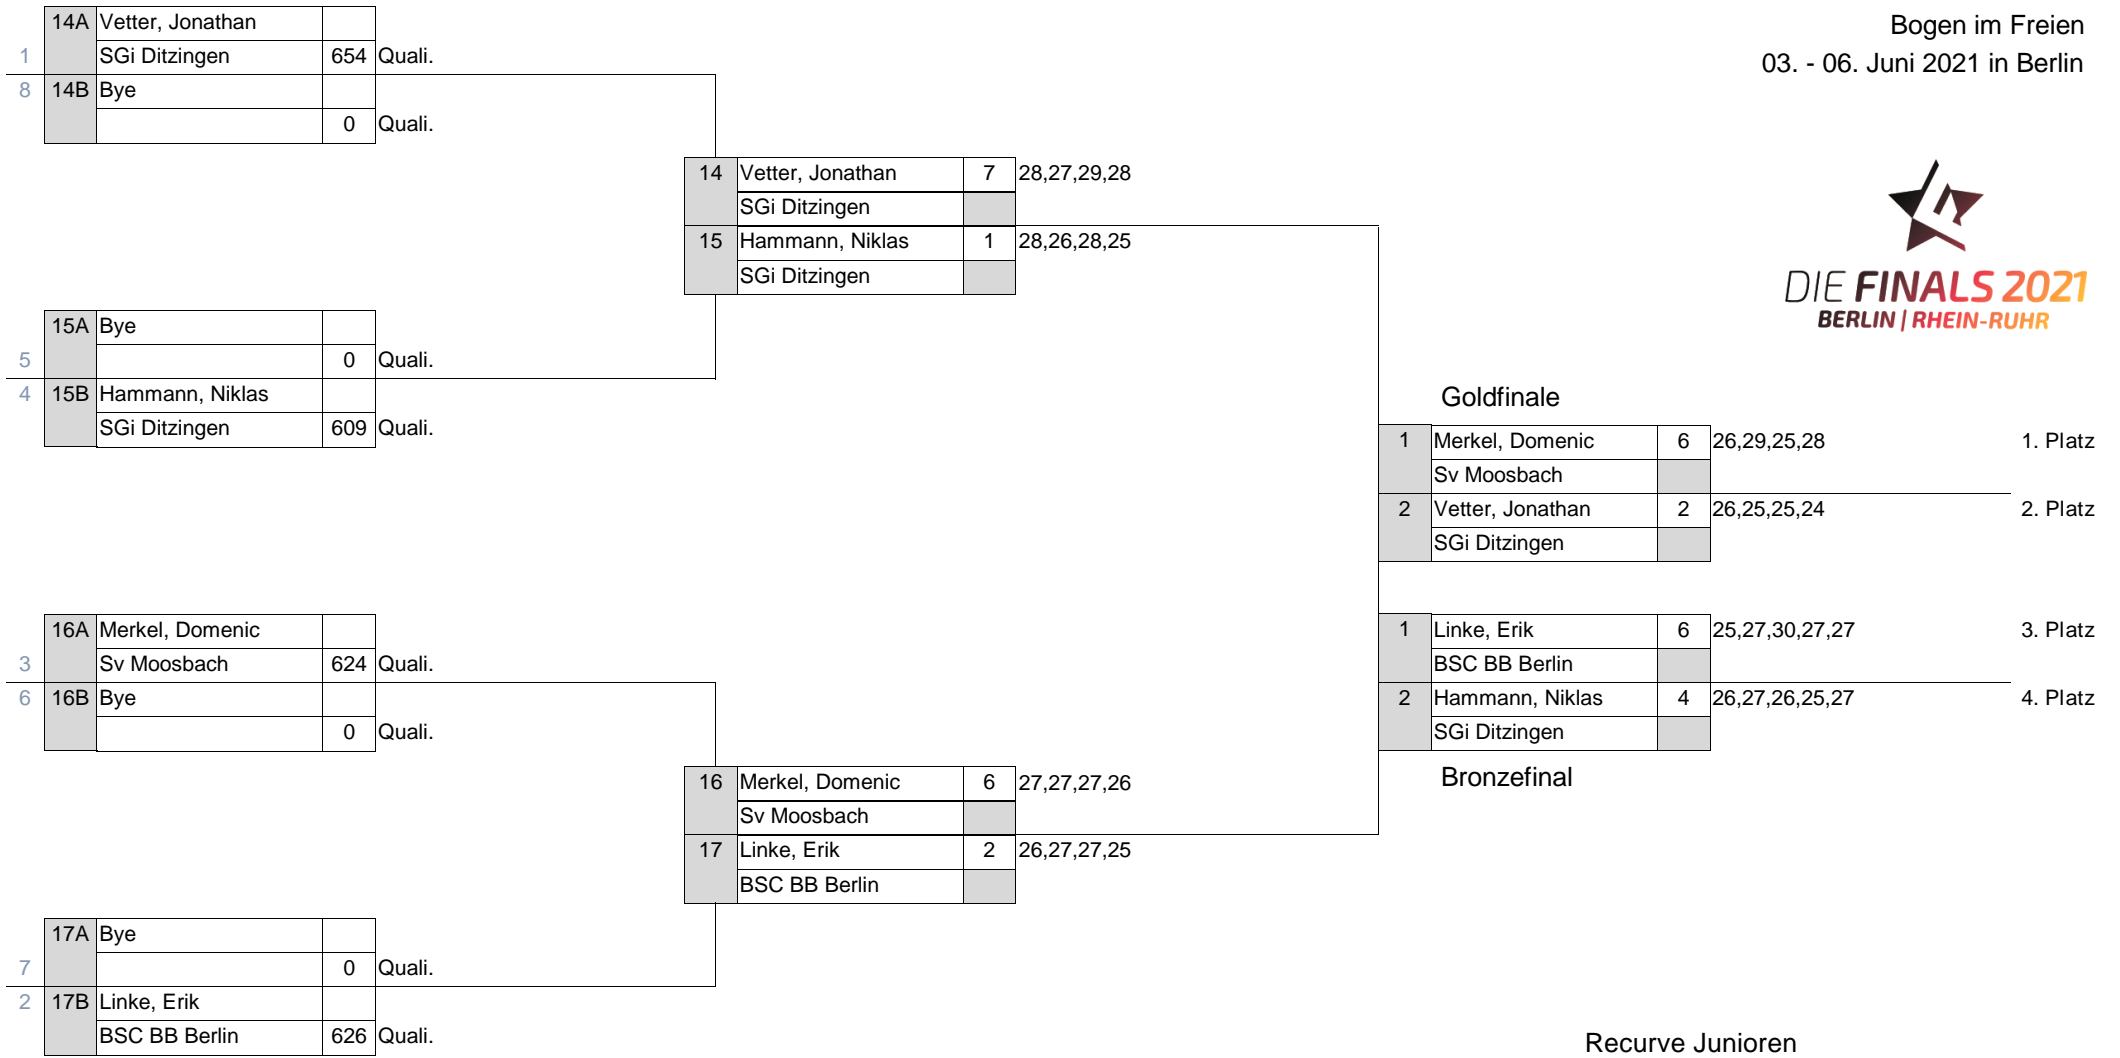 Bogen im Freien
03. - 06. Juni 2021 in Berlin
DIE FINALS 2021
BERLIN | RHEIN-RUHR
14A Vetter, Jonathan
1 SGi Ditzingen 654 Quali.
8 14B Bye
0 Quali.
15A Bye
5 0 Quali.
4 15B Hammann, Niklas
SGi Ditzingen 609 Quali.
16A Merkel, Domenic
3 Sv Moosbach 624 Quali.
6 16B Bye
0 Quali.
17A Bye
7 0 Quali.
2 17B Linke, Erik
BSC BB Berlin 626 Quali.
14 Vetter, Jonathan 7 28,27,29,28
SGi Ditzingen
15 Hammann, Niklas 1 28,26,28,25
SGi Ditzingen
16 Merkel, Domenic 6 27,27,27,26
Sv Moosbach
17 Linke, Erik 2 26,27,27,25
BSC BB Berlin
Goldfinale
1 Merkel, Domenic 6 26,29,25,28 1. Platz
Sv Moosbach
2 Vetter, Jonathan 2 26,25,25,24 2. Platz
SGi Ditzingen
1 Linke, Erik 6 25,27,30,27,27 3. Platz
BSC BB Berlin
2 Hammann, Niklas 4 26,27,26,25,27 4. Platz
SGi Ditzingen
Bronzefinal
Recurve Junioren